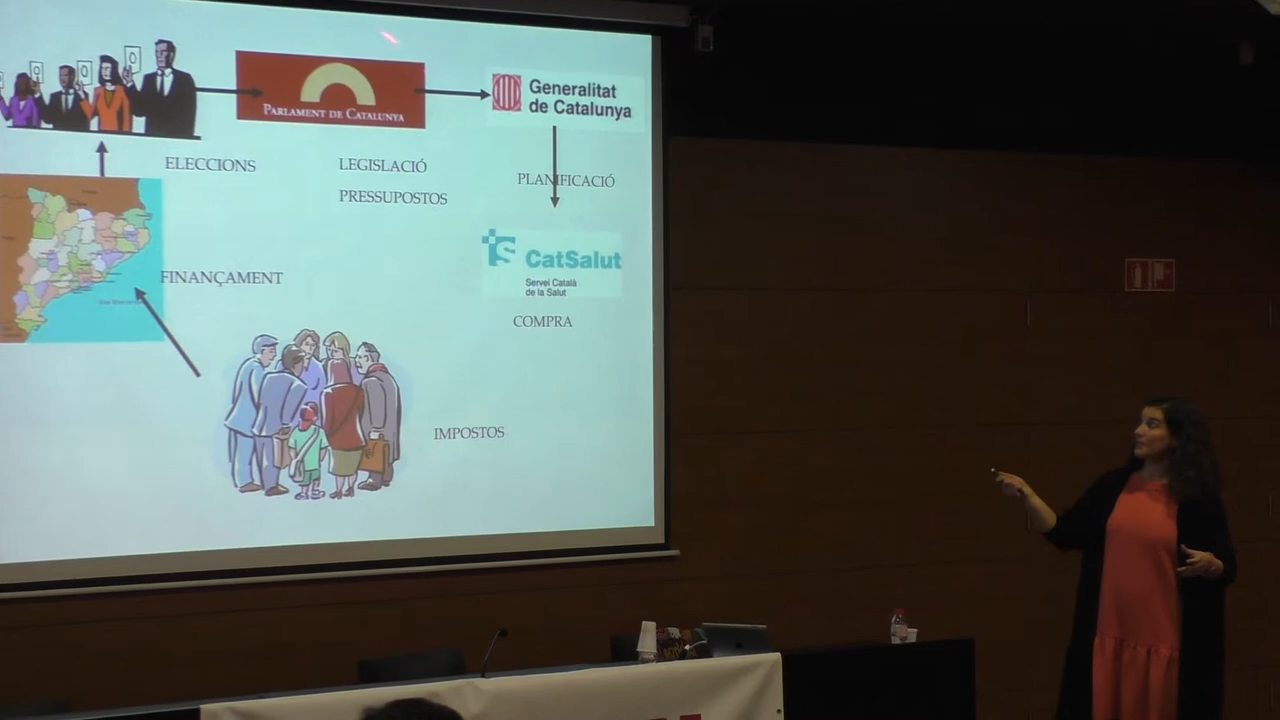 PARLAMENT DE CATALUNYA
Generalitat
de Catalunya
ELECCIONS
LEGISLACIÓ
PRESSUPOSTOS
PLANIFICACIÓ
CatSalut
Servei Català
de la Salut
FINANÇAMENT
COMPRA
IMPOSTOS